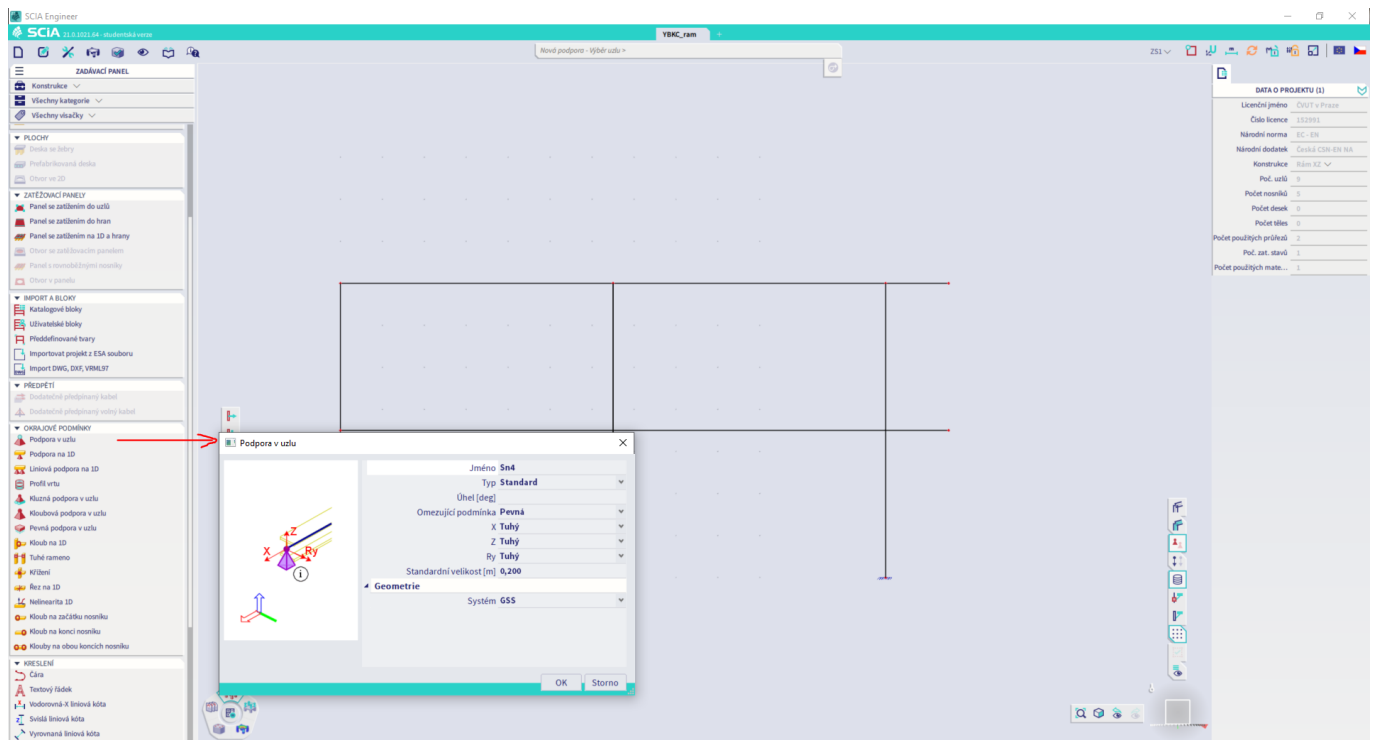 SCIA Engineer
SCIA 21.0.1021.64 - studentská verze
YBKC_ram +
Nová podpora - Výběr uzlu >
ZS1
ZADÁVACÍ PANEL
Konstrukce
Všechny kategorie
Všechny visačky
PLOCHY
Deska se žebry
Prefabrikovaná deska
Otvor ve 2D
ZATĚŽOVACÍ PANELY
Panel se zatížením do uzlů
Panel se zatížením do hran
Panel se zatížením na 1D a hrany
Otvor se zatěžovacím panelem
Panel s rovnoběžnými nosníky
Otvor v panelu
IMPORT A BLOKY
Katalogové bloky
Uživatelské bloky
Předdefinované tvary
Importovat projekt z ESA souboru
Import DWG, DXF, VRML97
PŘEDPĚTÍ
Dodatečně předpínaný kabel
Dodatečně předpínaný volný kabel
OKRAJOVÉ PODMÍNKY
Podpora v uzlu
Podpora na 1D
Liniová podpora na 1D
Profil vrtu
Kluzná podpora v uzlu
Kloubová podpora v uzlu
Pevná podpora v uzlu
Kloub na 1D
Tuhé rameno
Křížení
Řez na 1D
Nelinearita 1D
Kloub na začátku nosníku
Kloub na konci nosníku
Klouby na obou koncích nosníku
KRESLENÍ
Čára
Textový řádek
Vodorovná-X liniová kóta
Svislá liniová kóta
Vyrovnaná liniová kóta
Podpora v uzlu
Z
X
Ry
i
Jméno Sn4
Typ Standard
Úhel [deg]
Omezující podmínka Pevná
X Tuhý
Z Tuhý
Ry Tuhý
Standardní velikost [m] 0,200
Geometrie
Systém GSS
OK Storno
DATA O PROJEKTU (1)
Licenční jméno ČVUT v Praze
Číslo licence 152951
Národní norma EC - EN
Národní dodatek Česká CSN-EN NA
Konstrukce Rám XZ
Poč. uzlů 9
Počet nosníků 5
Počet desek 0
Počet těles 0
Počet použitých průřezů 2
Poč. zat. stavů 1
Počet použitých mate... 1